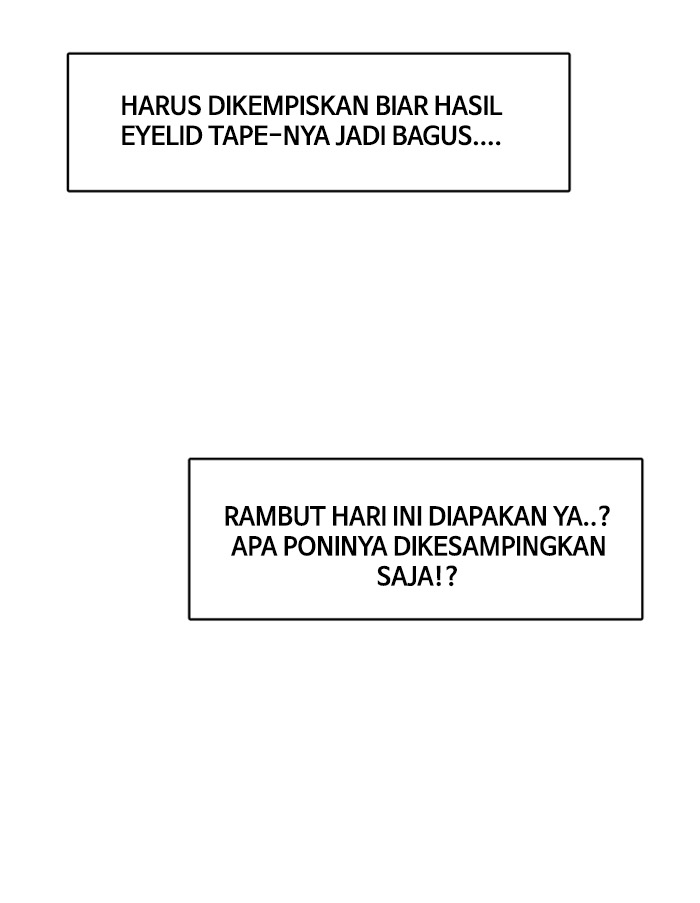 HARUS DIKEMPISKAN BIAR HASIL
EYELID TAPE-NYA JADI BAGUS....
RAMBUT HARI INI DIAPAKAN YA..?
APA PONINYA DIKESAMPINGKAN
SAJA!?